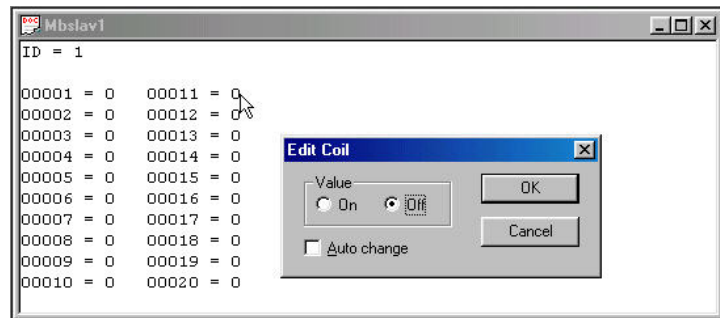 Mbslav1
ID = 1
00001 = 0 00011 = 0
00002 = 0 00012 = 0
00003 = 0 00013 = 0
00004 = 0 00014 = 0
00005 = 0 00015 = 0
00006 = 0 00016 = 0
00007 = 0 00017 = 0
00008 = 0 00018 = 0
00009 = 0 00019 = 0
00010 = 0 00020 = 0
Edit Coil
Value
On Off
Auto change
OK
Cancel